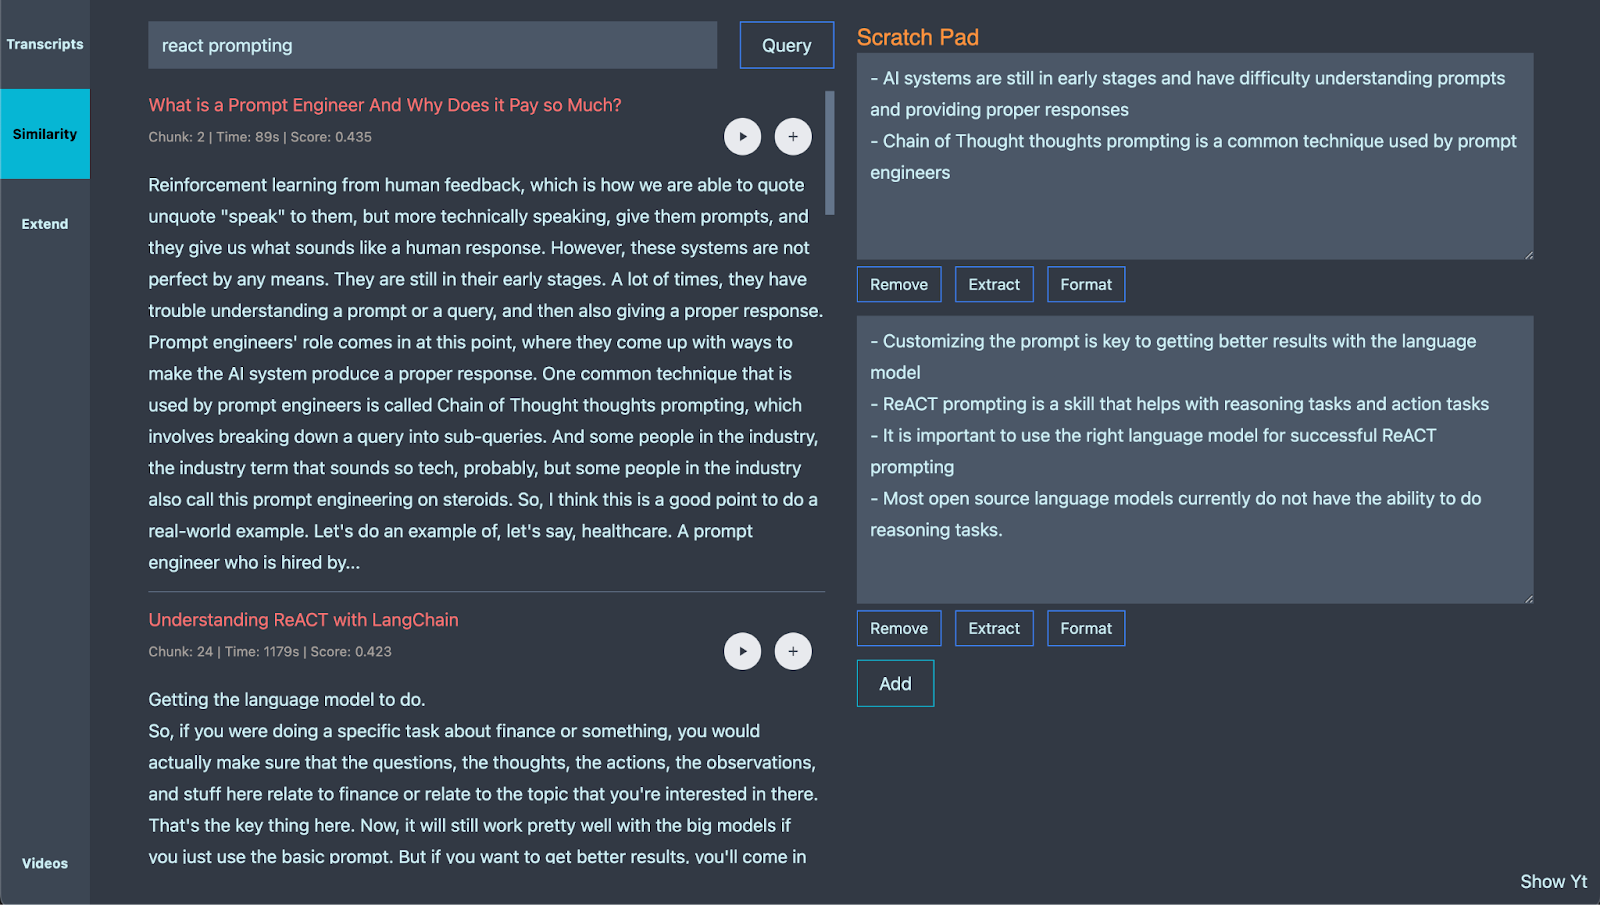 Transcripts
Similarity
Extend
Videos
react prompting
Query
What is a Prompt Engineer And Why Does it Pay so Much?
Chunk: 2 | Time: 89s | Score: 0.435
Reinforcement learning from human feedback, which is how we are able to quote
unquote "speak" to them, but more technically speaking, give them prompts, and
they give us what sounds like a human response. However, these systems are not
perfect by any means. They are still in their early stages. A lot of times, they have
trouble understanding a prompt or a query, and then also giving a proper response.
Prompt engineers' role comes in at this point, where they come up with ways to
make the AI system produce a proper response. One common technique that is
used by prompt engineers is called Chain of Thought thoughts prompting, which
involves breaking down a query into sub-queries. And some people in the industry,
the industry term that sounds so tech, probably, but some people in the industry
also call this prompt engineering on steroids. So, I think this is a good point to do a
real-world example. Let's do an example of, let's say, healthcare. A prompt
engineer who is hired by...
Understanding ReACT with LangChain
Chunk: 24 | Time: 1179s | Score: 0.423
Getting the language model to do.
So, if you were doing a specific task about finance or something, you would
actually make sure that the questions, the thoughts, the actions, the observations,
and stuff here relate to finance or relate to the topic that you're interested in there.
That's the key thing here. Now, it will still work pretty well with the big models if
you just use the basic prompt. But if you want to get better results, you'll come in
Scratch Pad
- AI systems are still in early stages and have difficulty understanding prompts
and providing proper responses
- Chain of Thought thoughts prompting is a common technique used by prompt
engineers
Remove
Extract
Format
- Customizing the prompt is key to getting better results with the language
model
- ReACT prompting is a skill that helps with reasoning tasks and action tasks
- It is important to use the right language model for successful ReACT
prompting
- Most open source language models currently do not have the ability to do
reasoning tasks.
Remove
Extract
Format
Add
Show Yt